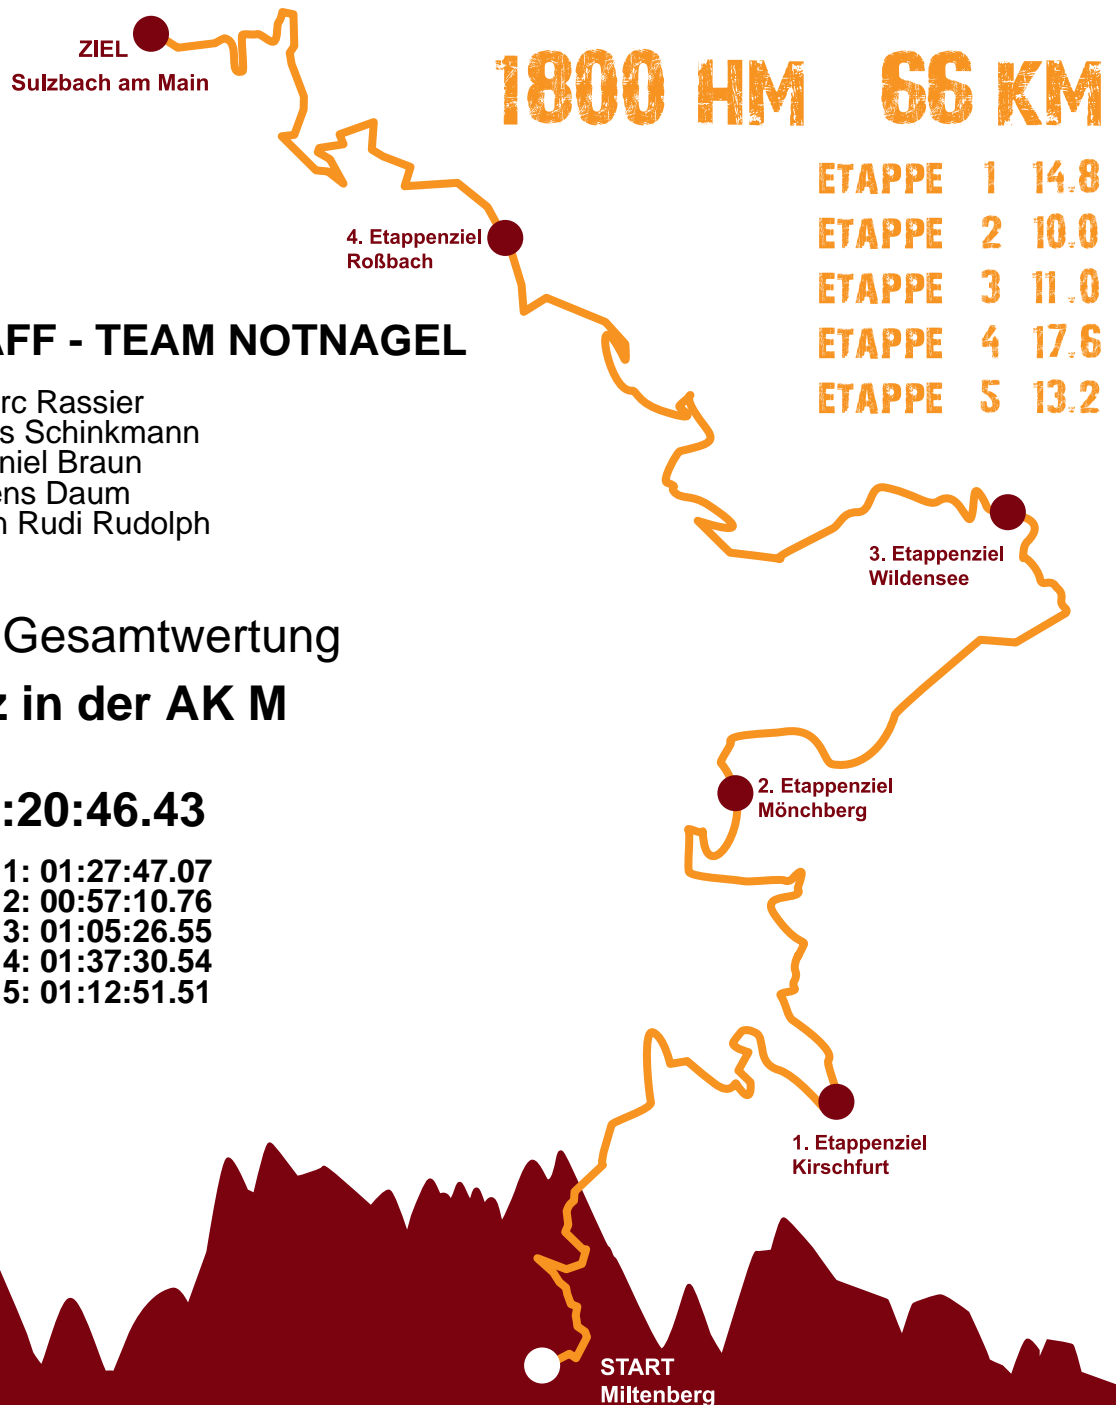 ZIEL
Sulzbach am Main
1800 HM 66 KM
ETAPPE 1 14.8
ETAPPE 2 10.0
ETAPPE 3 11.0
ETAPPE 4 17.6
ETAPPE 5 13.2
4. Etappenziel
Roßbach
AFF - TEAM NOTNAGEL
rc Rassier
s Schinkmann
niel Braun
ens Daum
n Rudi Rudolph
3. Etappenziel
Wildensee
Gesamtwertung
z in der AK M
2. Etappenziel
Mönchberg
:20:46.43
1: 01:27:47.07
2: 00:57:10.76
3: 01:05:26.55
4: 01:37:30.54
5: 01:12:51.51
1. Etappenziel
Kirschfurt
START
Miltenberg